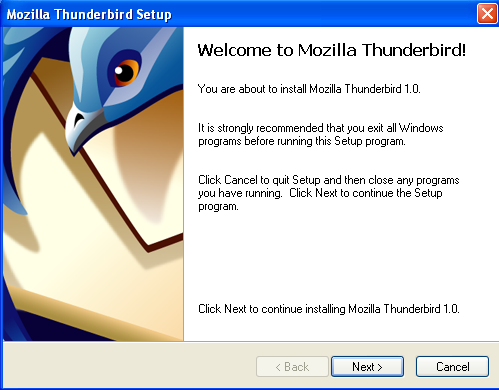 Mozilla Thunderbird Setup
Welcome to Mozilla Thunderbird!
You are about to install Mozilla Thunderbird 1.0.
It is strongly recommended that you exit all Windows
programs before running this Setup program.
Click Cancel to quit Setup and then close any programs
you have running.  Click Next to continue the Setup
program.
Click Next to continue installing Mozilla Thunderbird 1.0.
< Back
Next >
Cancel